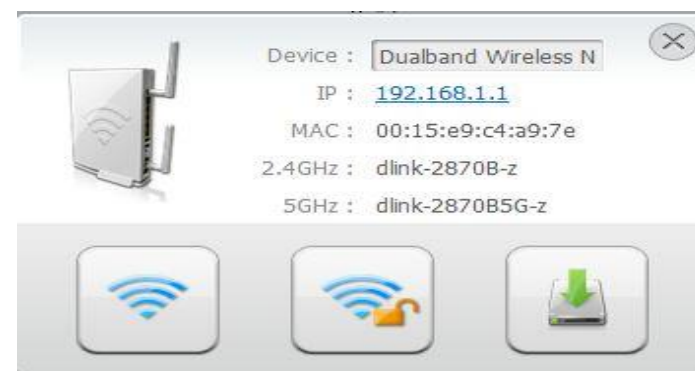 Device : Dualband Wireless N
IP : 192.168.1.1
MAC : 00:15:e9:c4:a9:7e
2.4GHz : dlink-2870B-z
5GHz : dlink-2870B5G-z